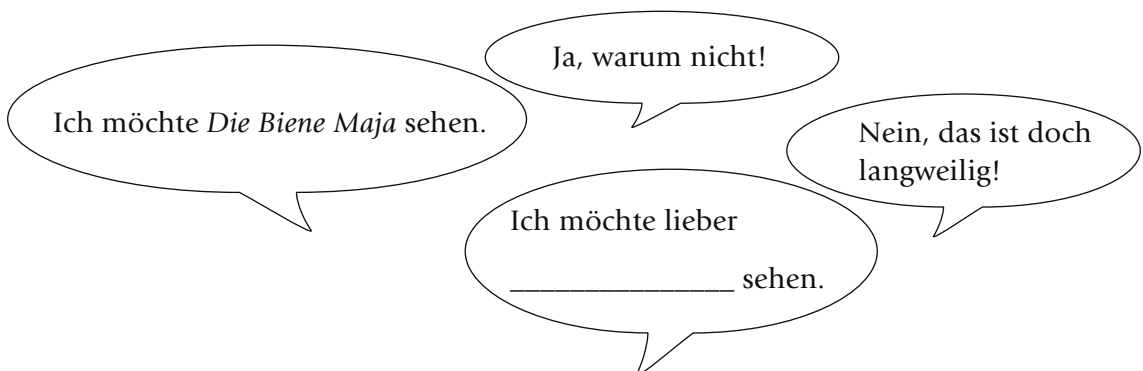 Ja, warum nicht!
Ich möchte Die Biene Maja sehen.
Nein, das ist doch
langweilig!
Ich möchte lieber
_______________ sehen.